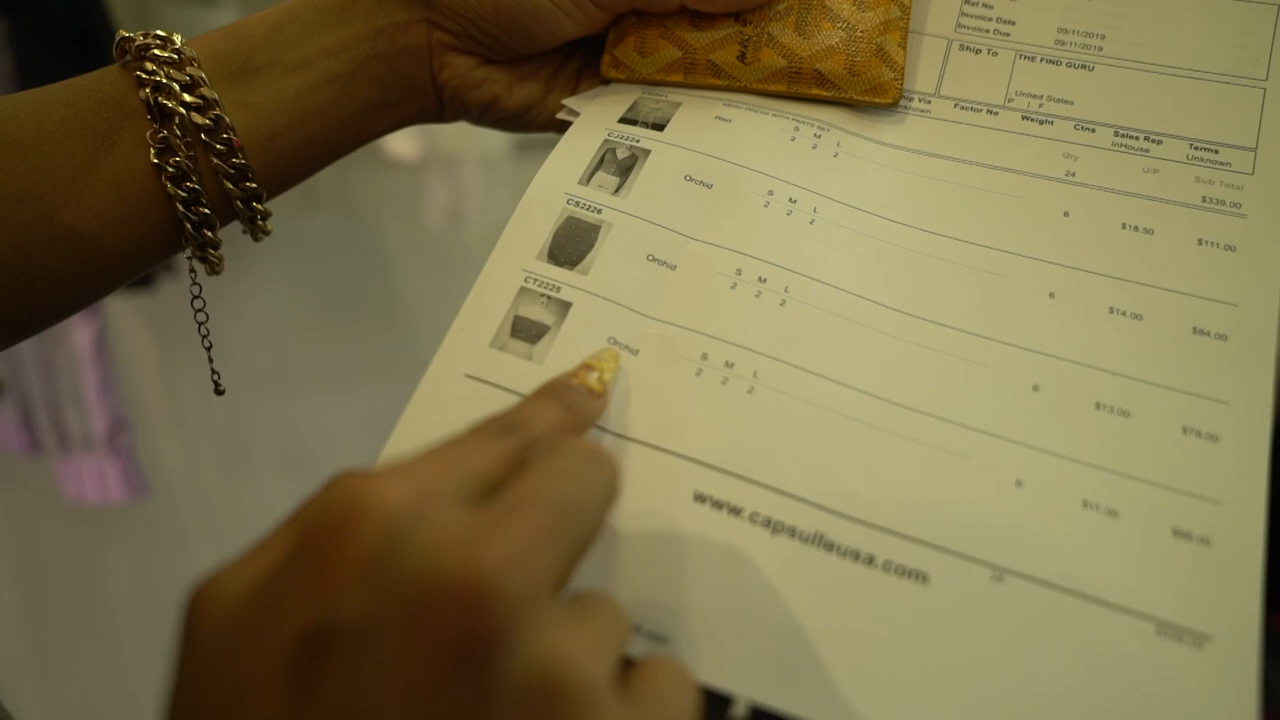 Ref No
Invoice Date 09/11/2019
Invoice Due 09/11/2019
Ship To THE FIND GURU
United States
P: | F:
Ship Via Factor No Weight Ctns Sales Rep Terms
Unknown InHouse Unknown
Qty U/P Sub Total
24 $339.00
Red S M L
2 2 2 6 $18.50 $111.00
CJ2224
Orchid S M L
2 2 2 6 $14.00 $84.00
CS2226
Orchid S M L
2 2 2 6 $13.00 $78.00
CT2225
Orchid S M L
2 2 2 6 $11.00 $66.00
www.capsulleusa.com